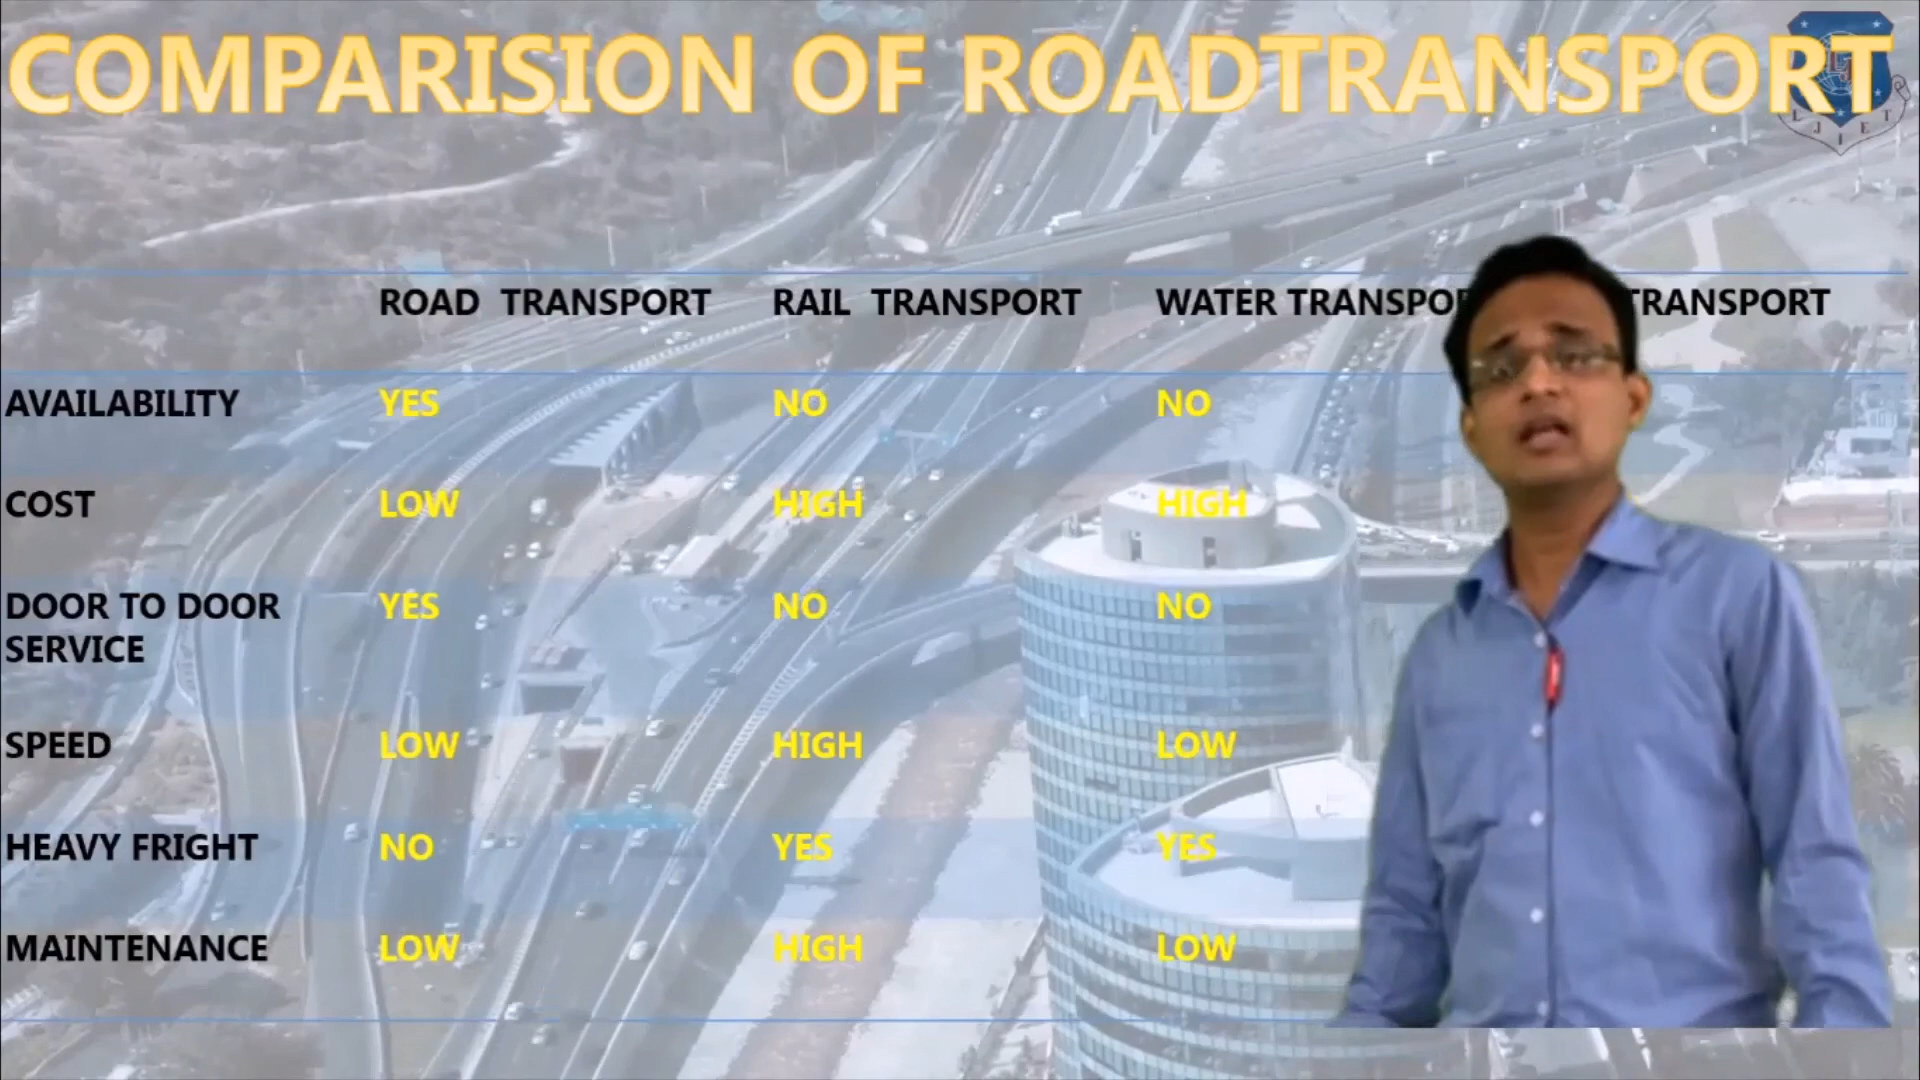 COMPARISION OF ROADTRANSPORT
L J I E T
ROAD TRANSPORT RAIL TRANSPORT WATER TRANSPO TRANSPORT
AVAILABILITY YES NO NO
COST LOW HIGH HIGH
DOOR TO DOOR YES NO NO
SERVICE
SPEED LOW HIGH LOW
HEAVY FRIGHT NO YES YES
MAINTENANCE LOW HIGH LOW